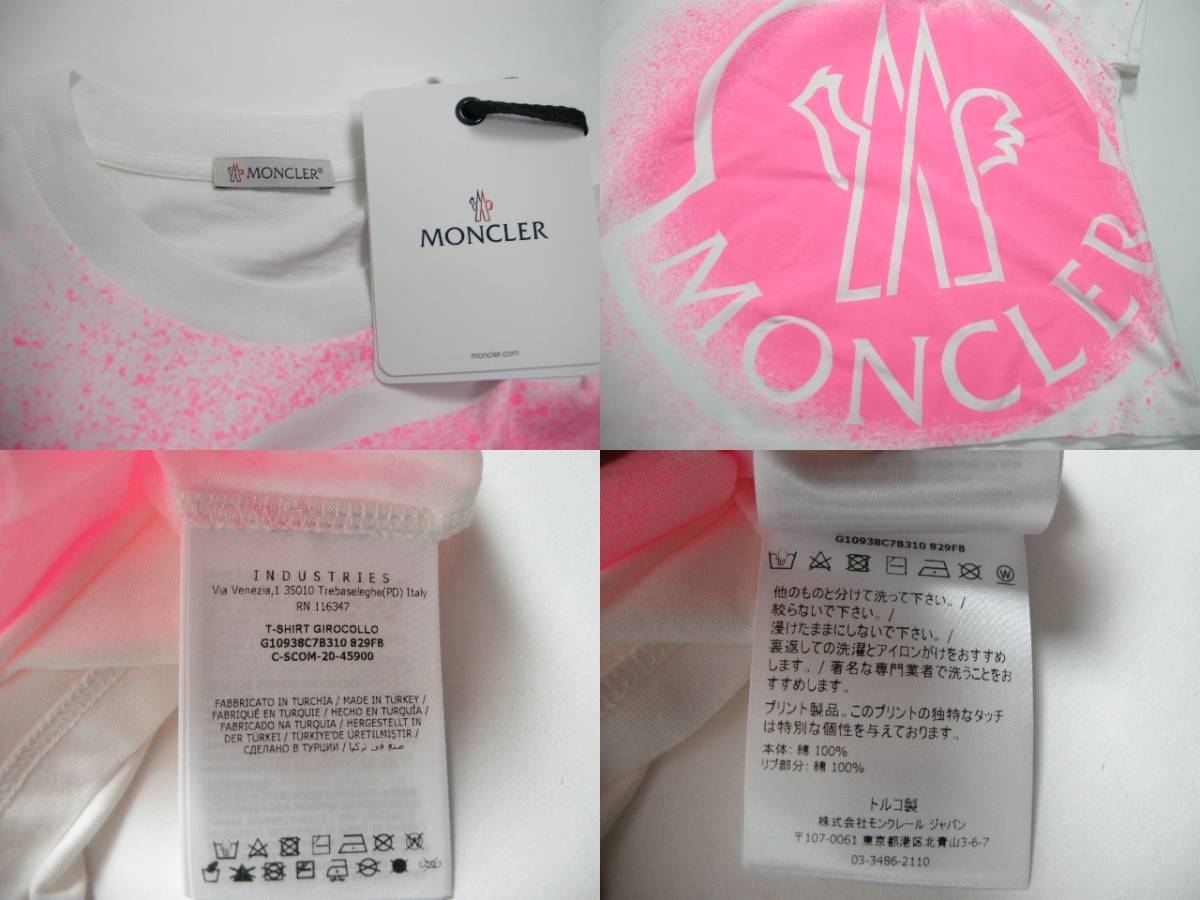 MONCLER®
MONCLER
moncler.com
MONCLER
INDUSTRIES
Via Venezia,1 35010 Trebaseleghe(PD) Italy
RN 116347
T-SHIRT GIROCOLLO
G10938C7B310 829FB
C-SCOM-20-45900
FABBRICATO IN TURCHIA / MADE IN TURKEY /
FABRIQUÉ EN TURQUIE / HECHO EN TURQUÍA /
FABRICADO NA TURQUIA / HERGESTELLT IN
DER TÜRKEI / TÜRKIYE'DE ÜRETILMIŞTIR /
СДЕЛАНО В ТУРЦИИ / صنع في تركيا
G10938C7B310 829FB
W
他のものと分けて洗って下さい。/
絞らないで下さい。/
浸けたままにしないで下さい。/
裏返しての洗濯とアイロンがけをおすすめ
します。/ 著名な専門業者で洗うことをお
すすめします。
プリント製品。このプリントの独特なタッチ
は特別な個性を与えております。
本体: 綿 100%
リブ部分: 綿 100%
トルコ製
株式会社モンクレール ジャパン
〒107-0061 東京都港区北青山3-6-7
03-3486-2110